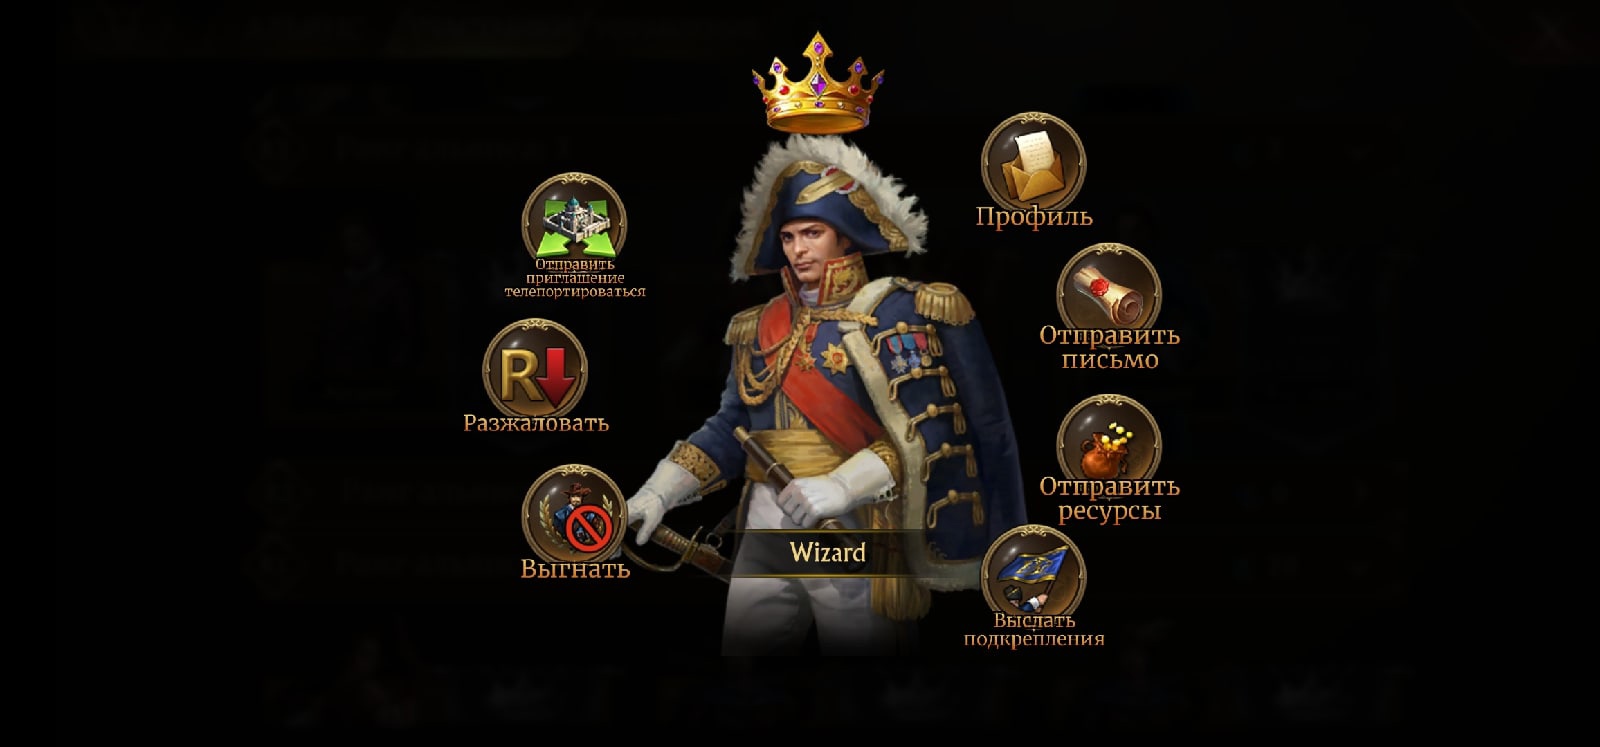 Профиль
Отправить
приглашение
телепортироваться
Отправить
письмо
R
Разжаловать
Отправить
ресурсы
Wizard
Выгнать
Выслать
подкрепления